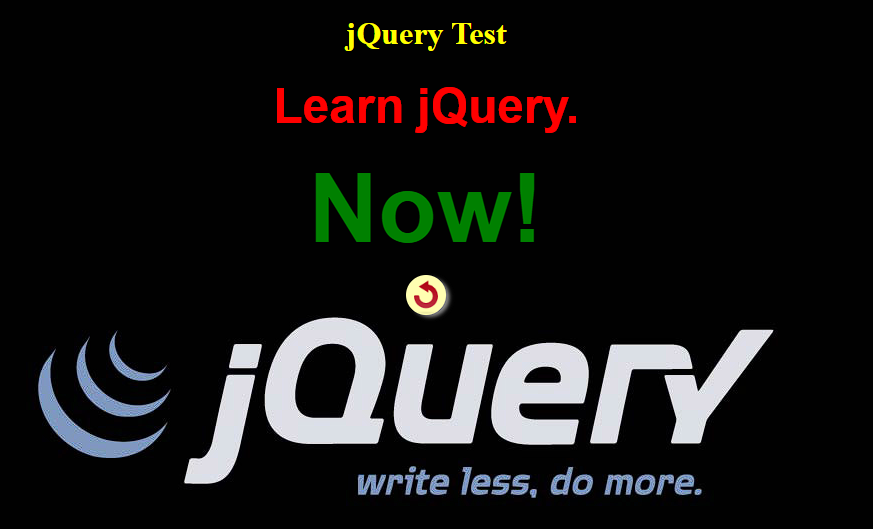 jQuery Test
Learn jQuery.
Now!
jQuery
write less, do more.